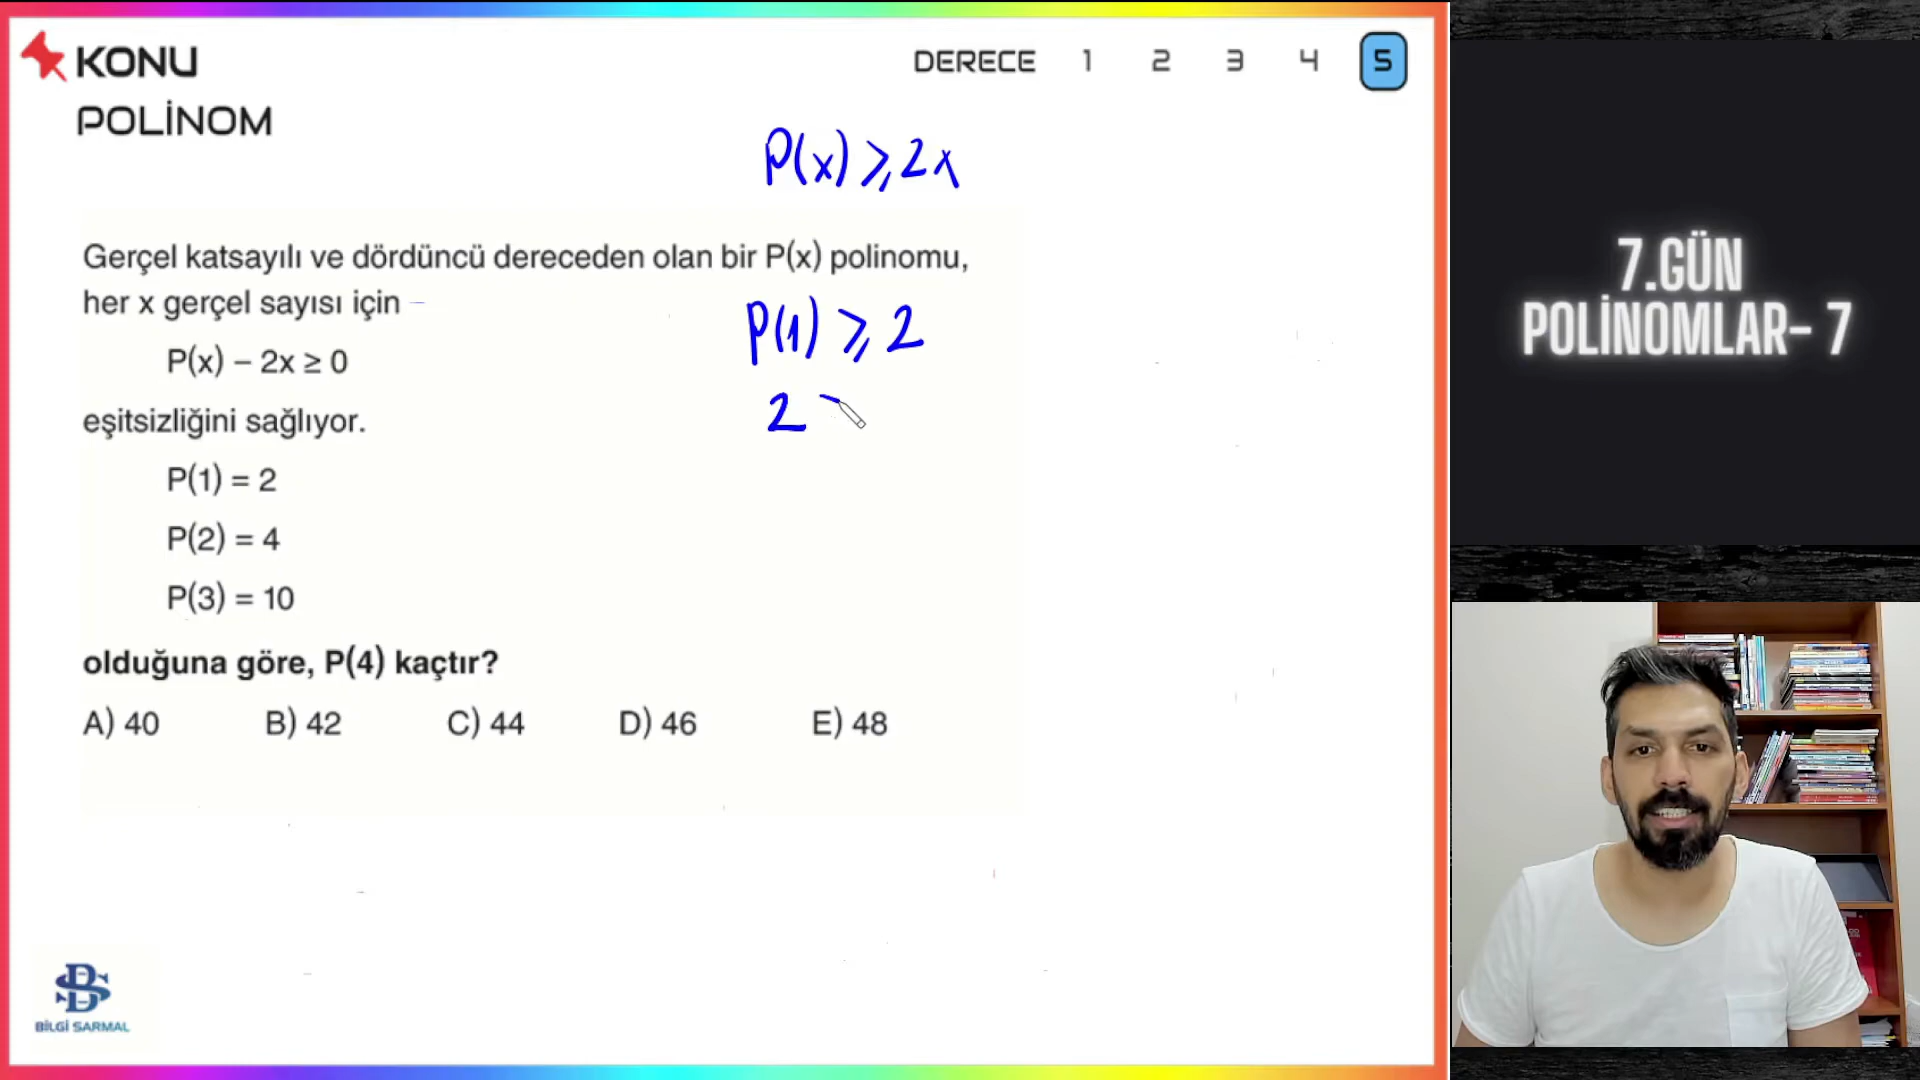 KONU
POLİNOM
DERECE 1 2 3 4 5
P(x) ≥ 2x
Gerçel katsayılı ve dördüncü dereceden olan bir P(x) polinomu,
her x gerçel sayısı için
P(x) – 2x ≥ 0
eşitsizliğini sağlıyor.
P(1) = 2
P(2) = 4
P(3) = 10
olduğuna göre, P(4) kaçtır?
A) 40 B) 42 C) 44 D) 46 E) 48
P(1) ≥ 2
2
BİLGİ SARMAL
7.GÜN
POLİNOMLAR- 7